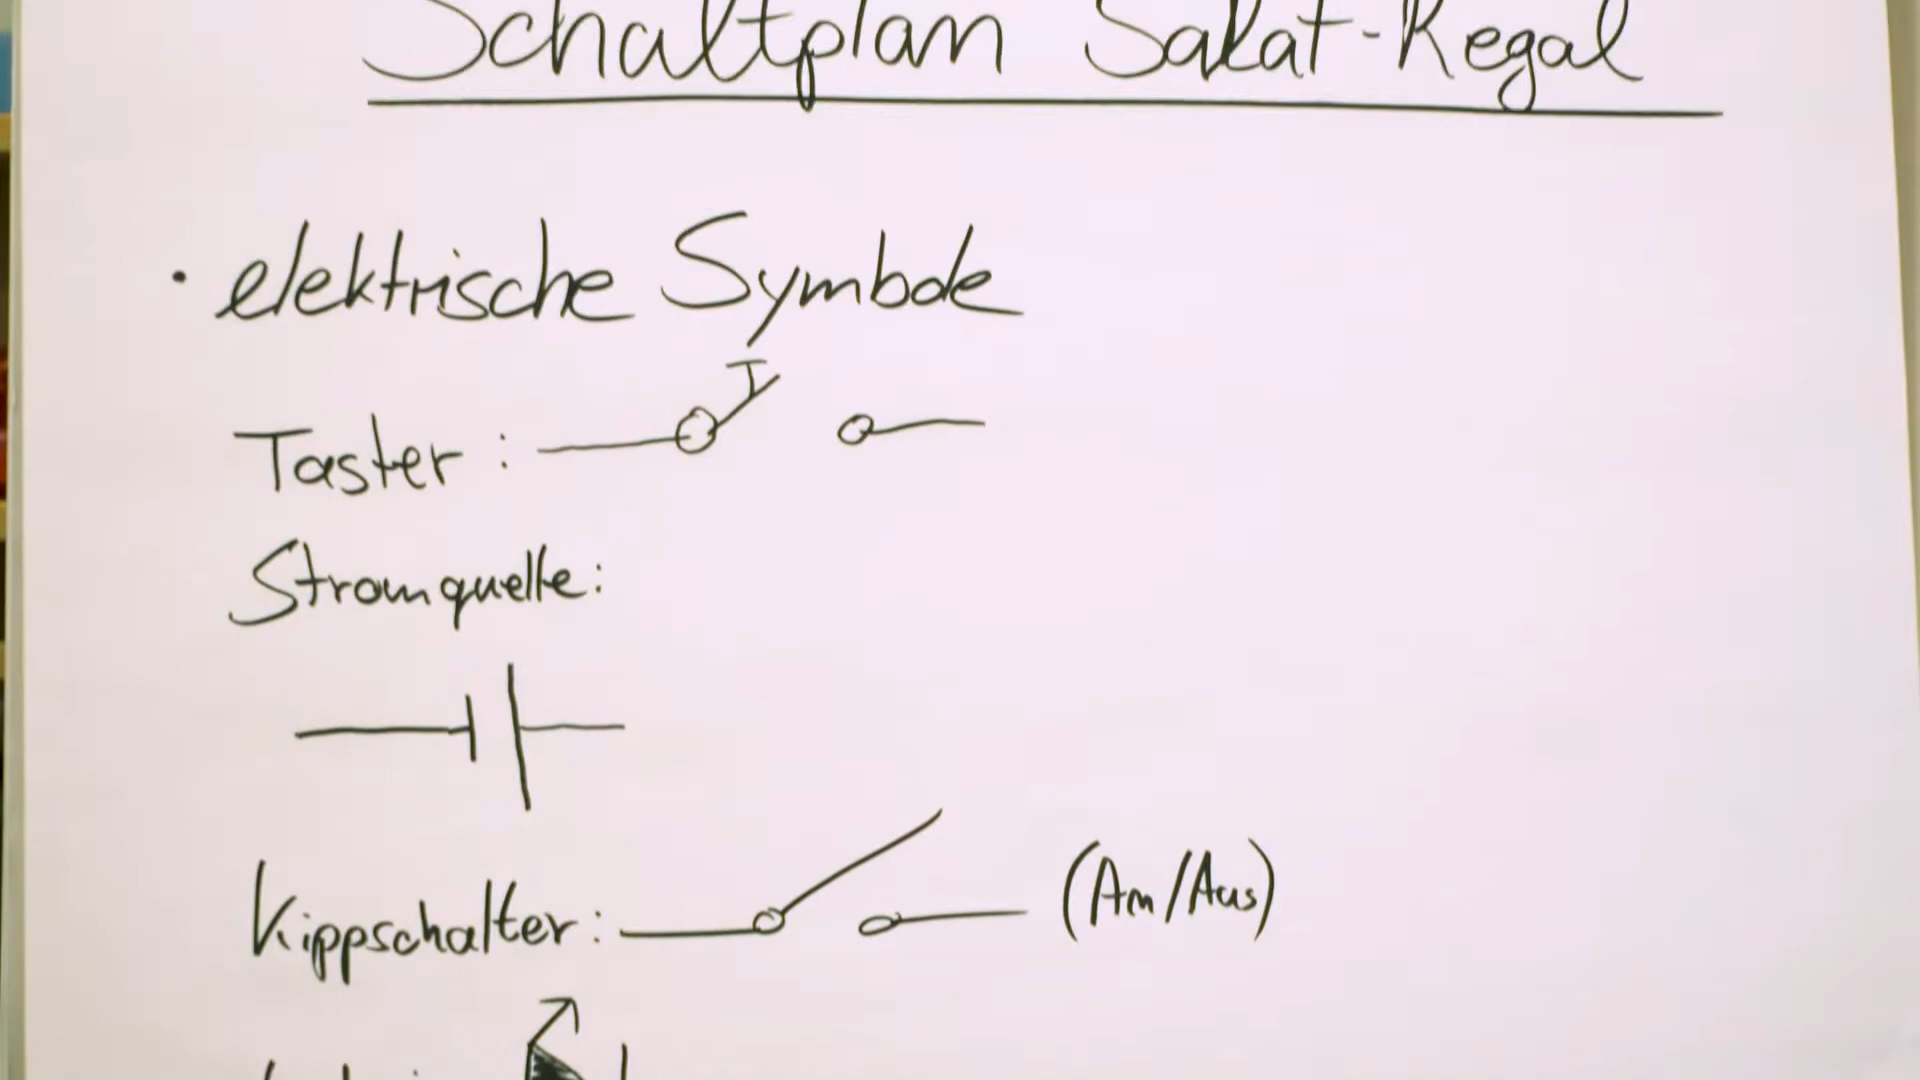 Schaltplan Salat-Regal
• elektrische Symbole
Taster:
Stromquelle:
Kippschalter: (An/Aus)